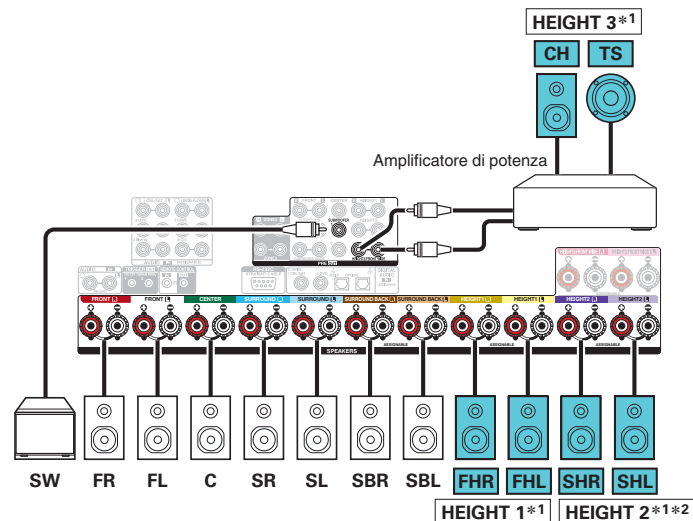 HEIGHT 3*1
CH TS
Amplificatore di potenza
SUBWOOFER
PRE OUT
FRONT
FRONT
CENTER
SURROUND
SURROUND
SURROUND BACK
SURROUND BACK
HEIGHT1
HEIGHT1
HEIGHT2
HEIGHT2
ASSIGNABLE
ASSIGNABLE
ASSIGNABLE
SPEAKERS
SW FR FL C SR SL SBR SBL FHR FHL SHR SHL
HEIGHT 1*1 HEIGHT 2*1*2